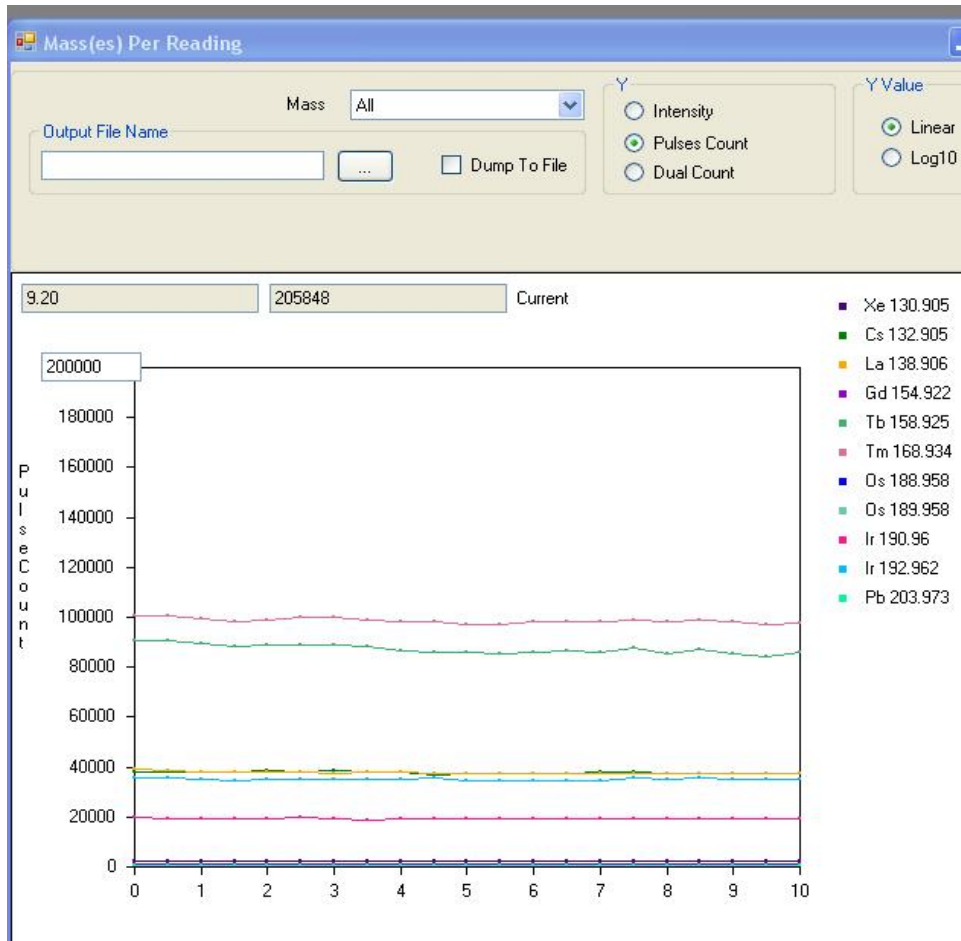 Mass(es) Per Reading
Mass All
Output File Name
... Dump To File
Y
Intensity
Pulses Count
Dual Count
Y Value
Linear
Log10
9.20 205848 Current
200000
180000
160000
140000
120000
100000
80000
60000
40000
20000
0
PulseCount
0 1 2 3 4 5 6 7 8 9 10
Xe 130.905
Cs 132.905
La 138.906
Gd 154.922
Tb 158.925
Tm 168.934
Os 188.958
Os 189.958
Ir 190.96
Ir 192.962
Pb 203.973